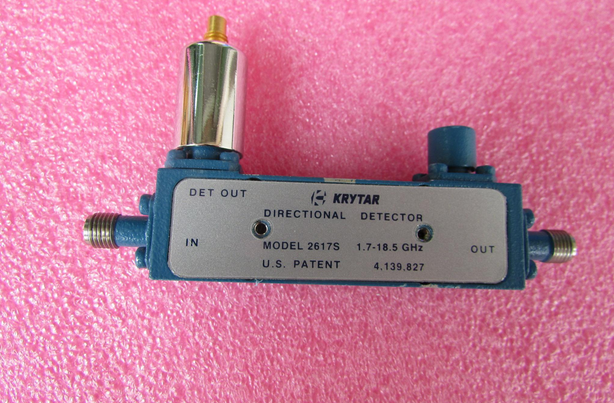 DET OUT
KRYTAR
DIRECTIONAL DETECTOR
IN
MODEL 2617S 1.7-18.5 GHz
OUT
U.S. PATENT 4,139,827